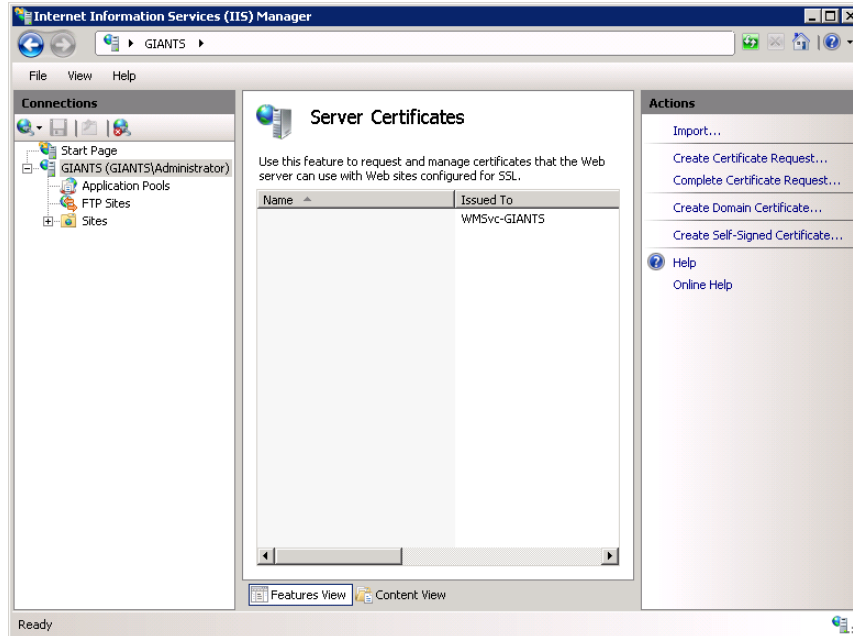 Internet Information Services (IIS) Manager
GIANTS
File View Help
Connections
Start Page
GIANTS (GIANTS\Administrator)
Application Pools
FTP Sites
Sites
Server Certificates
Use this feature to request and manage certificates that the Web
server can use with Web sites configured for SSL.
Name Issued To
WMSvc-GIANTS
Features View Content View
Actions
Import...
Create Certificate Request...
Complete Certificate Request...
Create Domain Certificate...
Create Self-Signed Certificate...
Help
Online Help
Ready